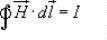 ∮H⃗ · dl⃗ = I